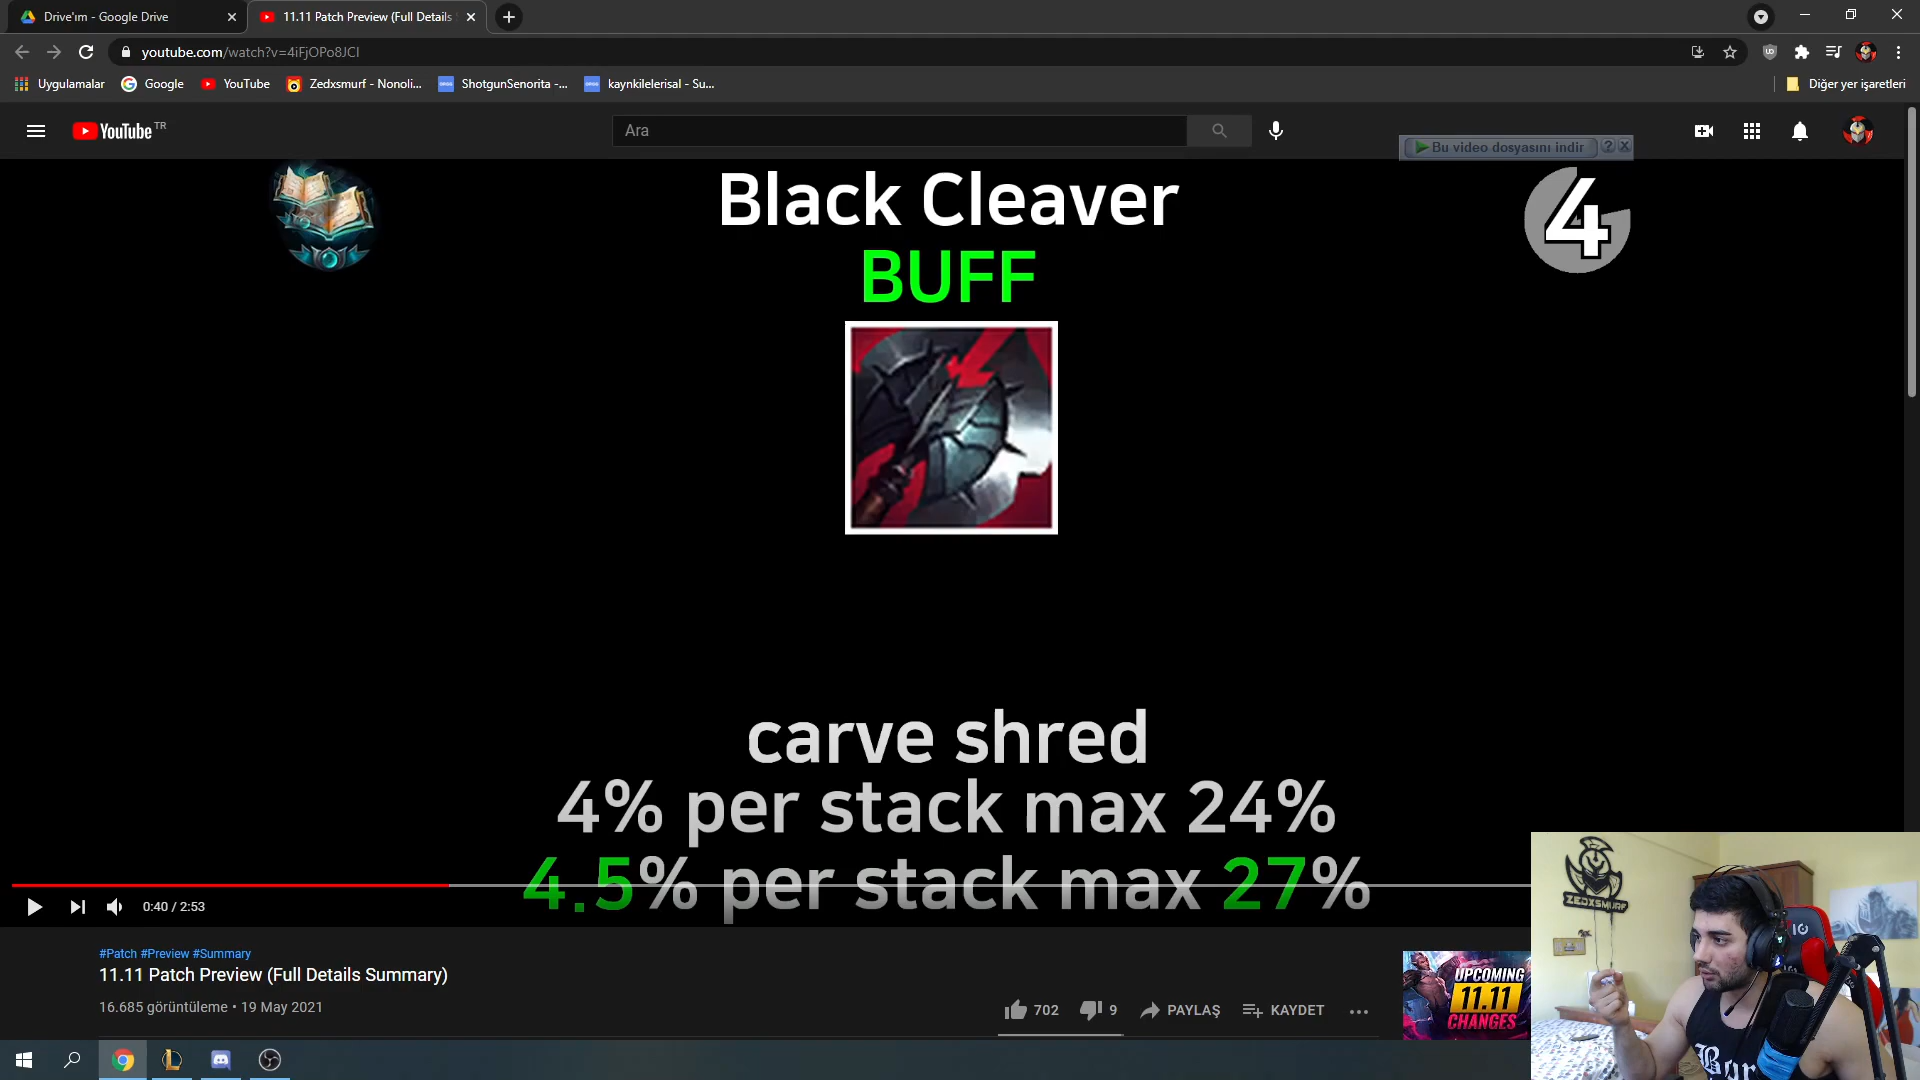 Drive'ım - Google Drive
11.11 Patch Preview (Full Details
youtube.com/watch?v=4iFjOPo8JCI
Uygulamalar
Google
YouTube
Zedxsmurf - Nonoli...
ShotgunSenorita -...
kaynkilelerisal - Su...
Diğer yer işaretleri
YouTube TR
Ara
Bu video dosyasını indir
?
Black Cleaver
4
BUFF
carve shred
4% per stack max 24%
4.5% per stack max 27%
0:40 / 2:53
#Patch #Preview #Summary
11.11 Patch Preview (Full Details Summary)
16.685 görüntüleme • 19 May 2021
702
9
PAYLAŞ
KAYDET
UPCOMING
11.11
CHANGES
ZEDXSMURF